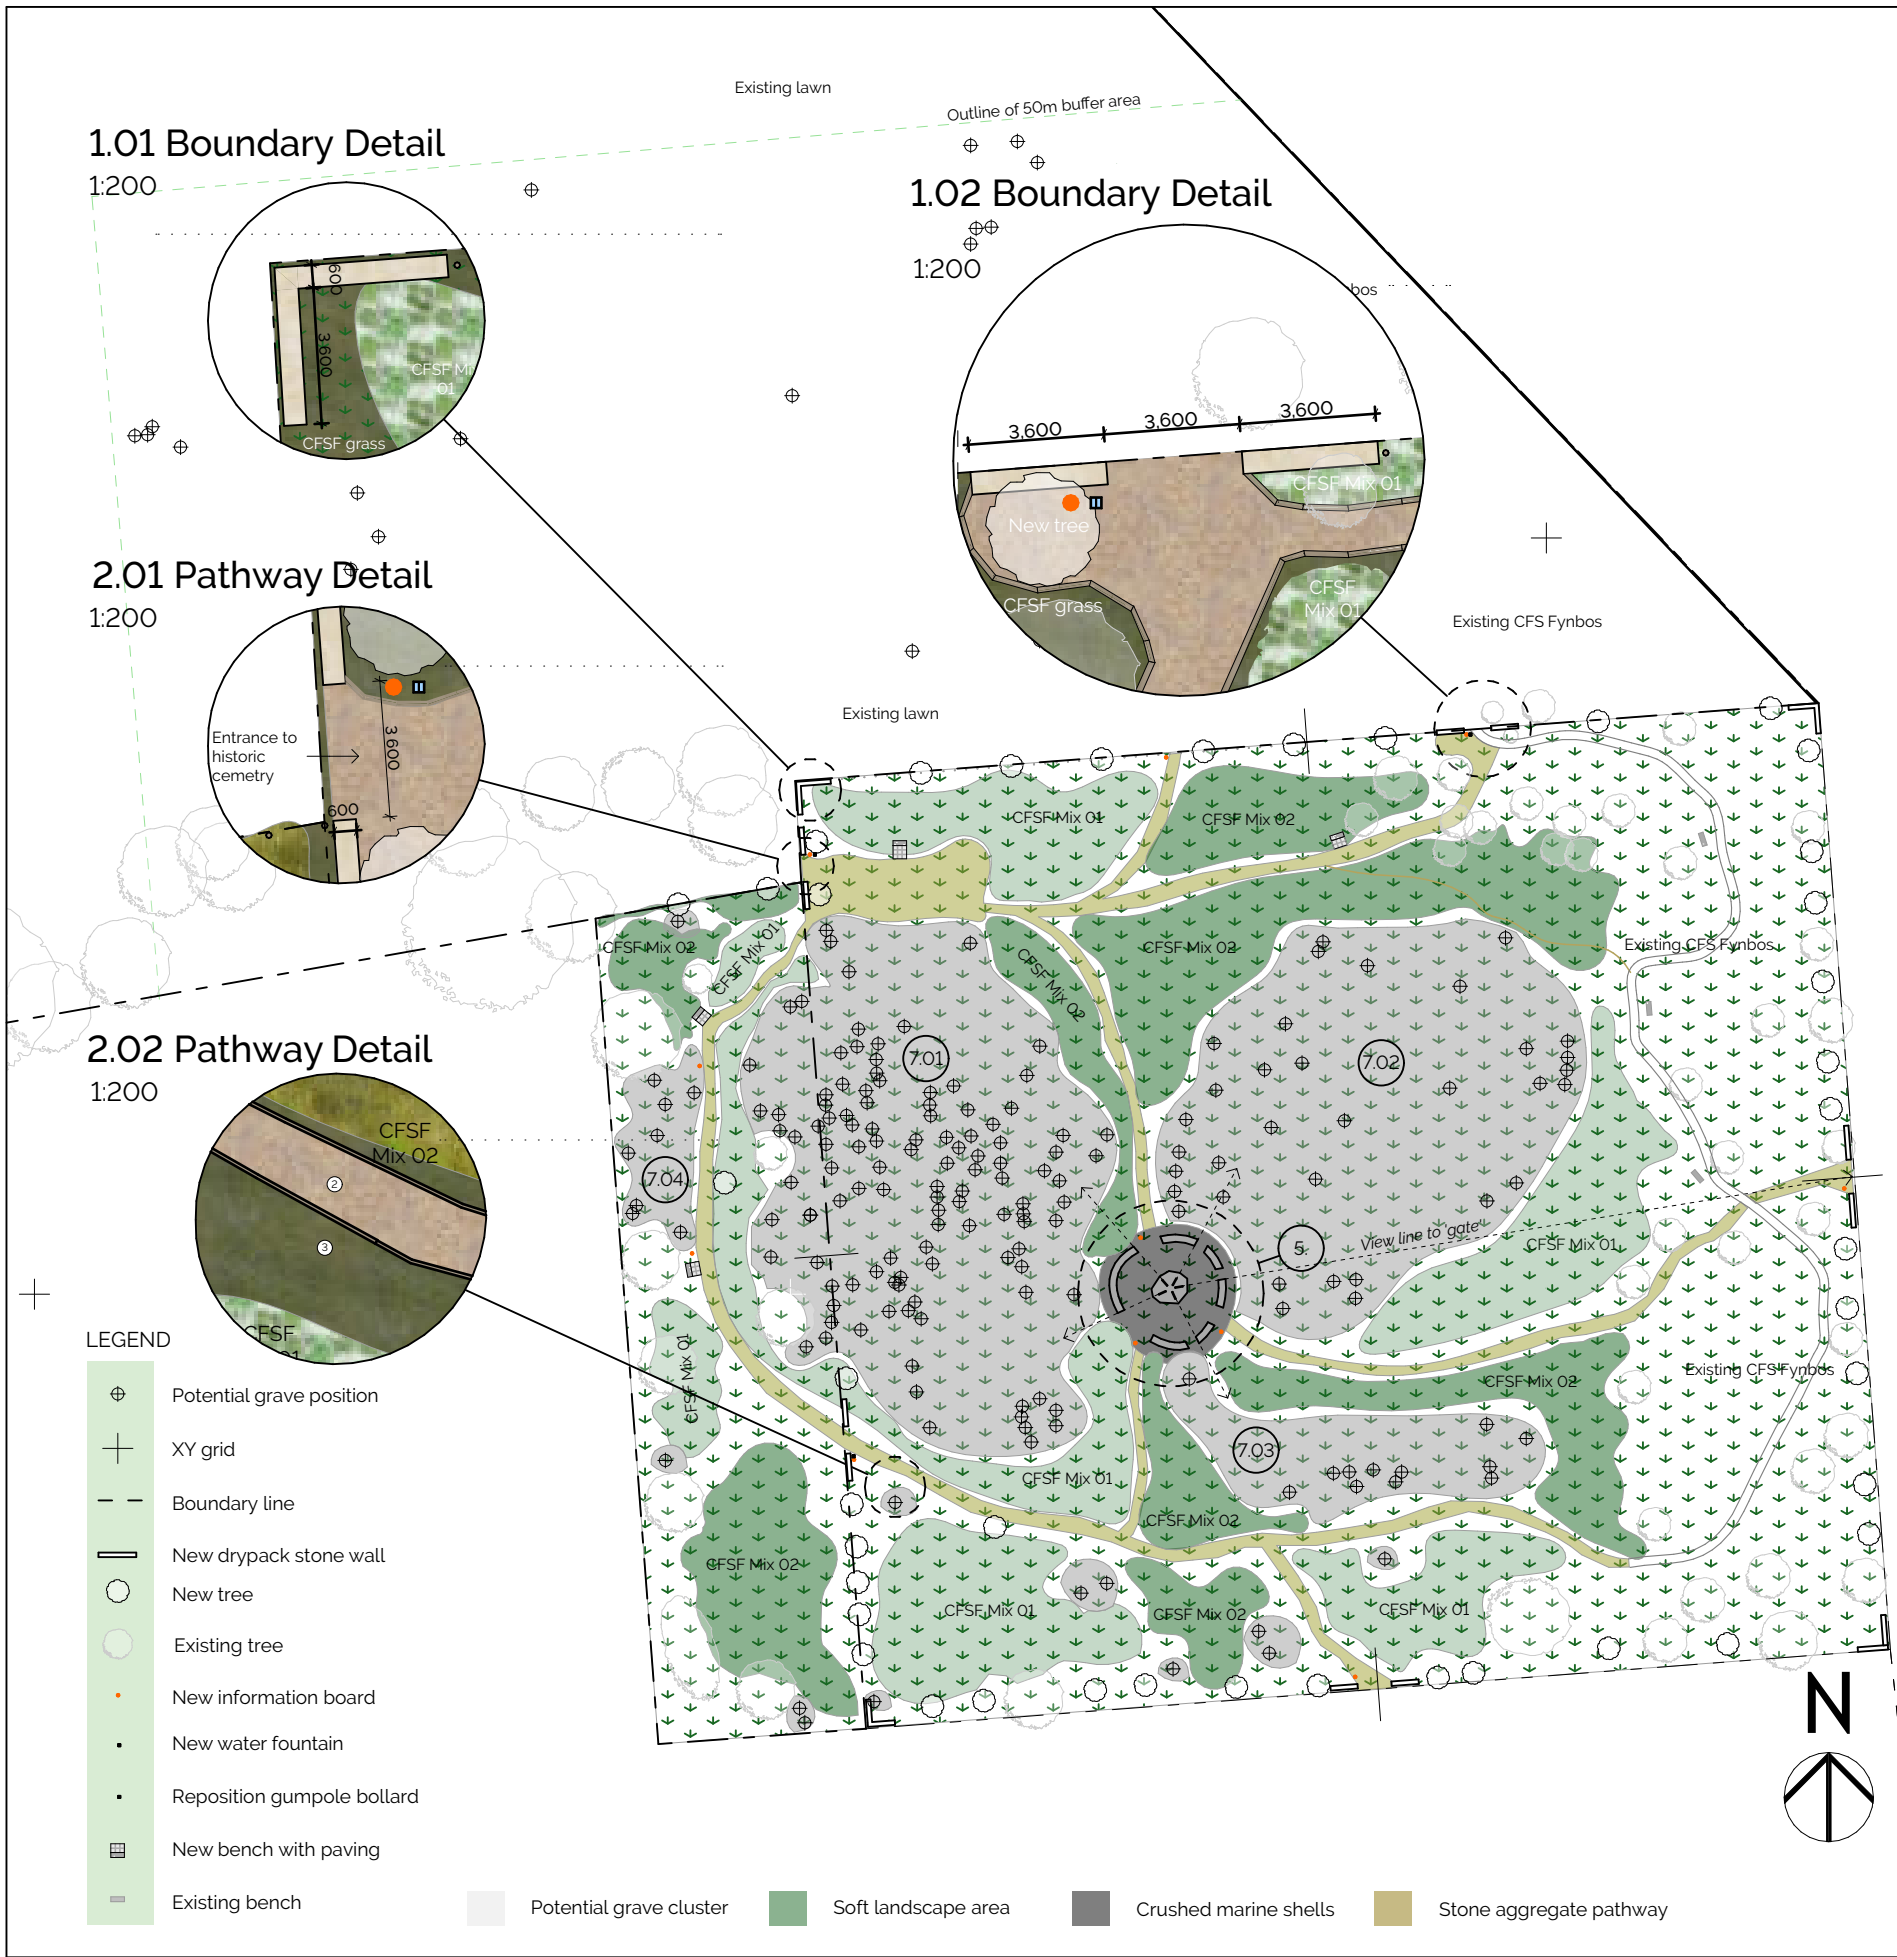 Existing lawn
Outline of 50m buffer area
1.01 Boundary Detail
1:200
600
3,600
CFSF Mi
01
CFSF grass
1.02 Boundary Detail
1:200
bos
3,600
3,600
3,600
CFSF Mix 01
New tree
CFSF grass
CFSF
Mix 01
2.01 Pathway Detail
1:200
Entrance to
historic
cemetry
3,600
600
Existing CFS Fynbos
Existing lawn
CFSF Mix 01
CFSF Mix 02
CFSF Mix 02
CFSF Mix 01
CFSF Mix 02
CFSF Mix 02
Existing CFS Fynbos
2.02 Pathway Detail
1:200
CFSF
Mix 02
2
3
CFSF
01
7.01
7.02
7.04
5.
View line to 'gate'
CFSF Mix 01
CFSF Mix 01
Existing CFS Fynbos
CFSF Mix 02
7.03
CFSF Mix 01
CFSF Mix 02
CFSF Mix 02
CFSF Mix 01
CFSF Mix 02
CFSF Mix 01
LEGEND
Potential grave position
XY grid
Boundary line
New drypack stone wall
New tree
Existing tree
New information board
New water fountain
Reposition gumpole bollard
New bench with paving
Existing bench
Potential grave cluster
Soft landscape area
Crushed marine shells
Stone aggregate pathway
N